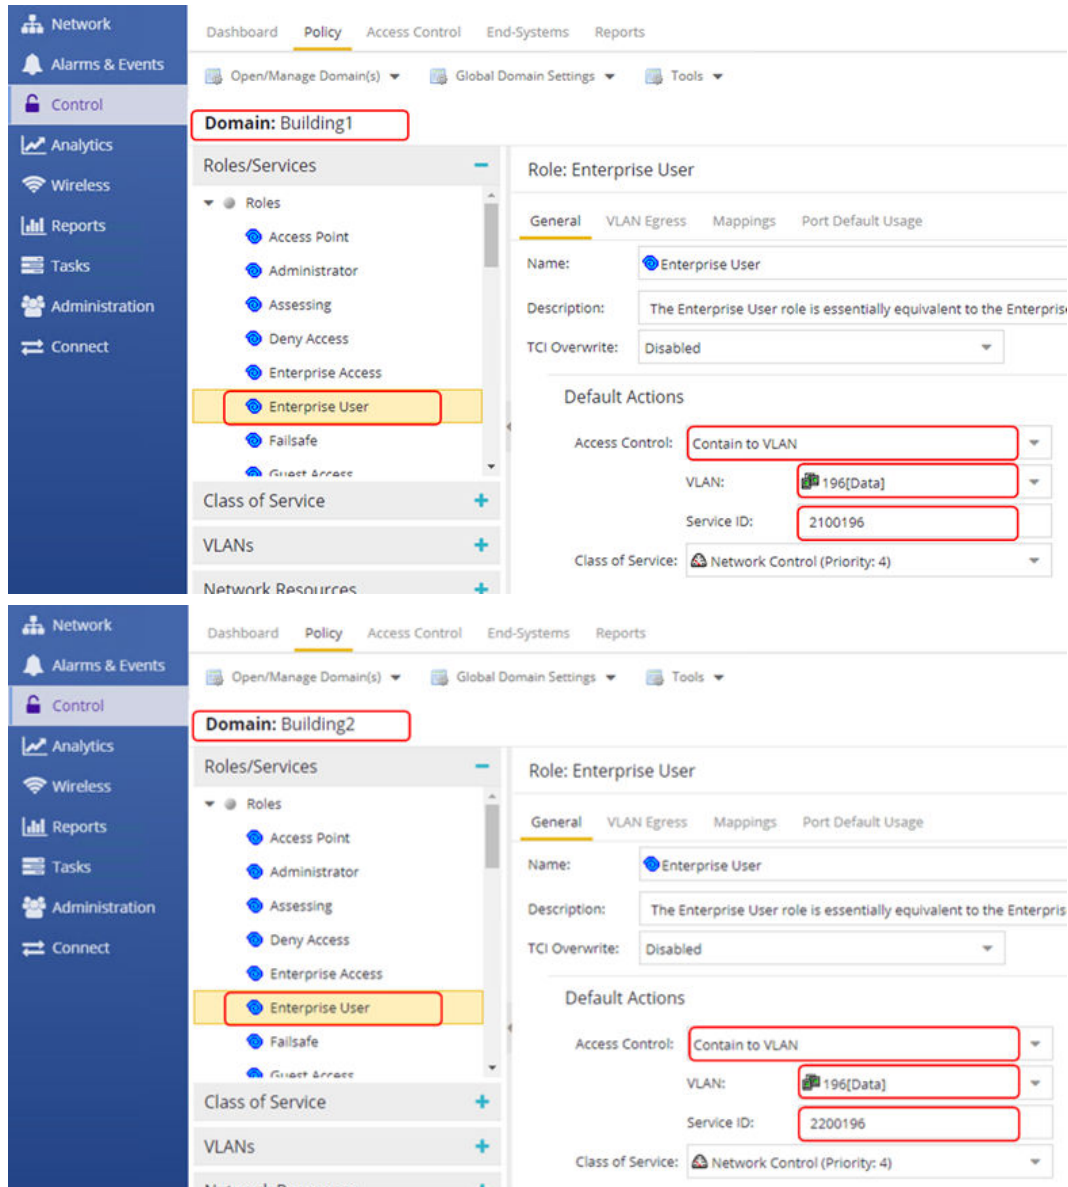 Network
Dashboard Policy Access Control End-Systems Reports
Alarms & Events
Open/Manage Domain(s) Global Domain Settings Tools
Control
Domain: Building1
Analytics
Roles/Services
Role: Enterprise User
Wireless
Roles
Reports
General VLAN Egress Mappings Port Default Usage
Access Point
Tasks
Name: Enterprise User
Administrator
Administration
Assessing
Description: The Enterprise User role is essentially equivalent to the Enterprise
Deny Access
TCI Overwrite: Disabled
Connect
Enterprise Access
Default Actions
Enterprise User
Failsafe
Access Control: Contain to VLAN
Guest Access
VLAN: 196[Data]
Class of Service
Service ID: 2100196
VLANs
Class of Service: Network Control (Priority: 4)
Network Resources
Network
Dashboard Policy Access Control End-Systems Reports
Alarms & Events
Open/Manage Domain(s) Global Domain Settings Tools
Control
Domain: Building2
Analytics
Roles/Services
Role: Enterprise User
Wireless
Roles
Reports
General VLAN Egress Mappings Port Default Usage
Access Point
Tasks
Name: Enterprise User
Administrator
Administration
Assessing
Description: The Enterprise User role is essentially equivalent to the Enterpris
Deny Access
TCI Overwrite: Disabled
Connect
Enterprise Access
Default Actions
Enterprise User
Failsafe
Access Control: Contain to VLAN
Guest Access
VLAN: 196[Data]
Class of Service
Service ID: 2200196
VLANs
Class of Service: Network Control (Priority: 4)